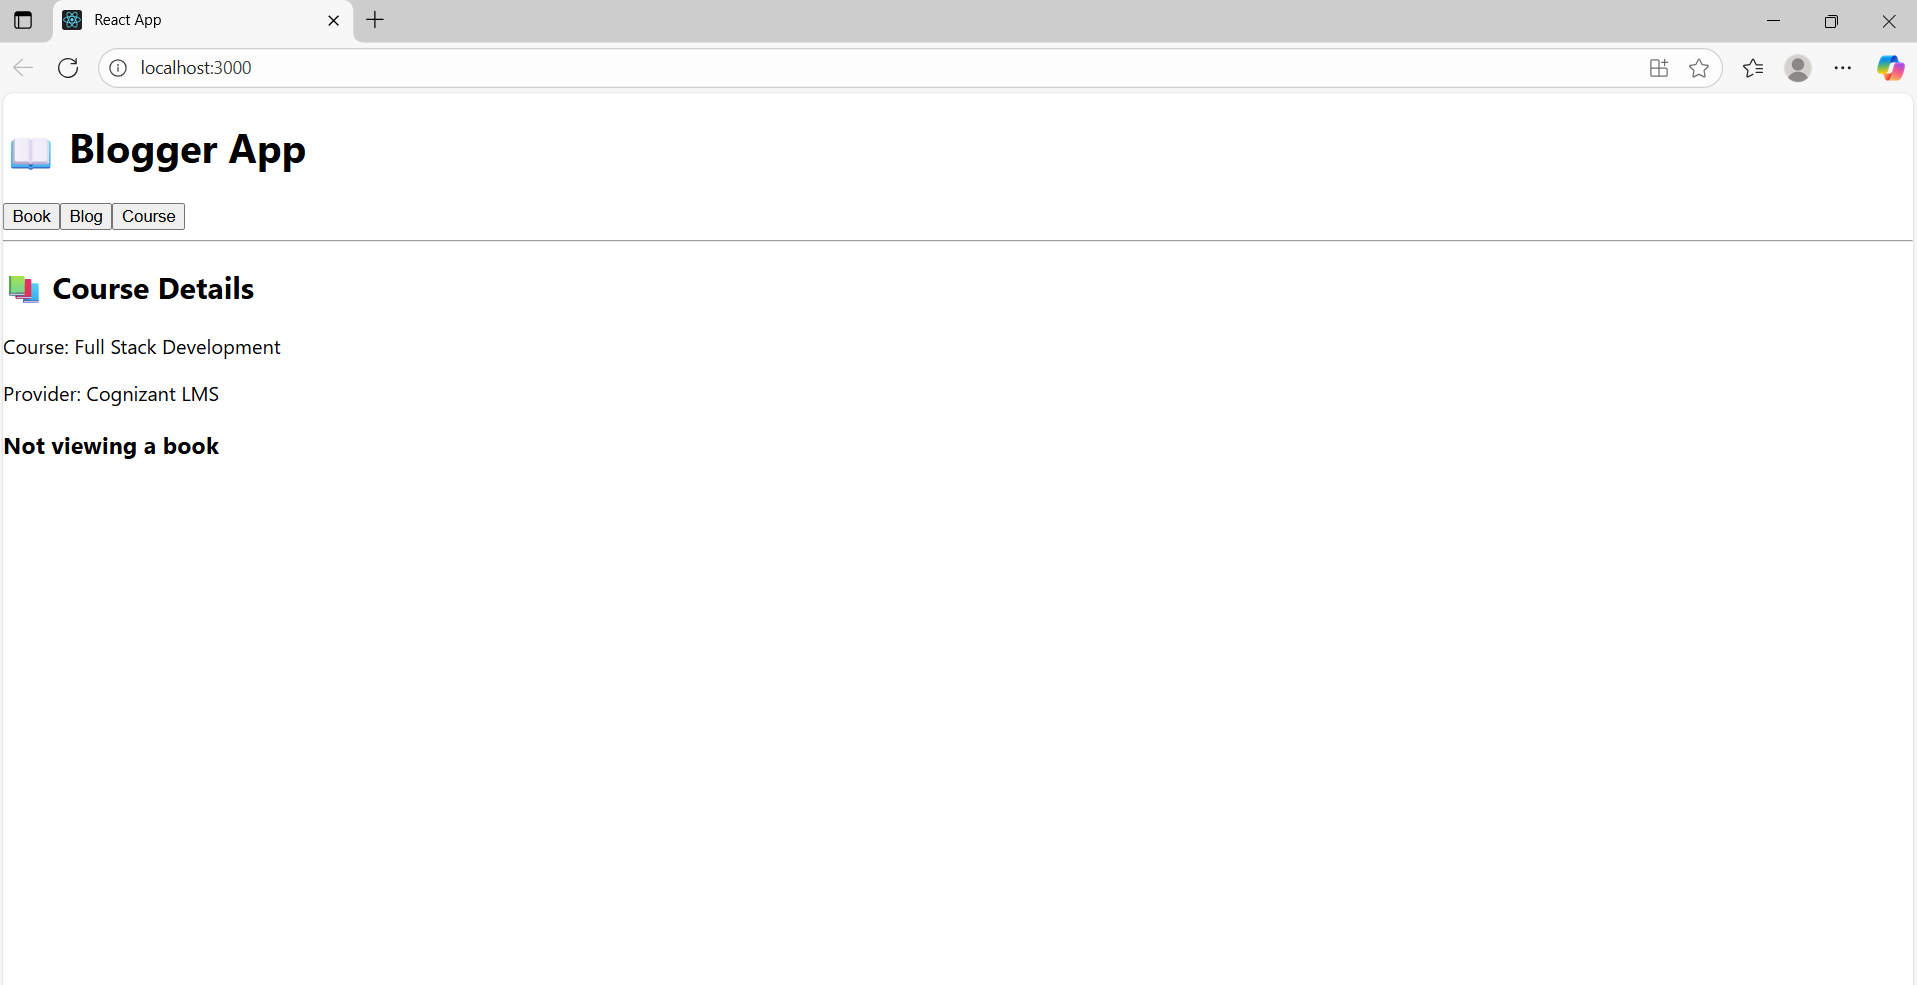 React App
localhost:3000
📖 Blogger App
Book Blog Course
📚 Course Details
Course: Full Stack Development
Provider: Cognizant LMS
Not viewing a book